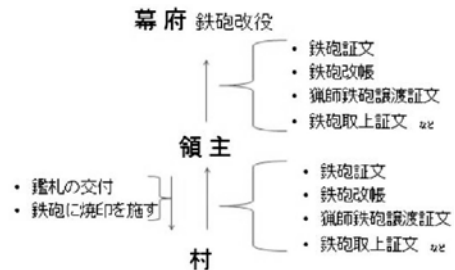 幕府 鉄砲改役
• 鉄砲証文
• 鉄砲改帳
• 猟師鉄砲譲渡証文
• 鉄砲取上証文 など
領主
• 鑑札の交付
• 鉄砲に焼印を施す
• 鉄砲証文
• 鉄砲改帳
• 猟師鉄砲譲渡証文
• 鉄砲取上証文 など
村